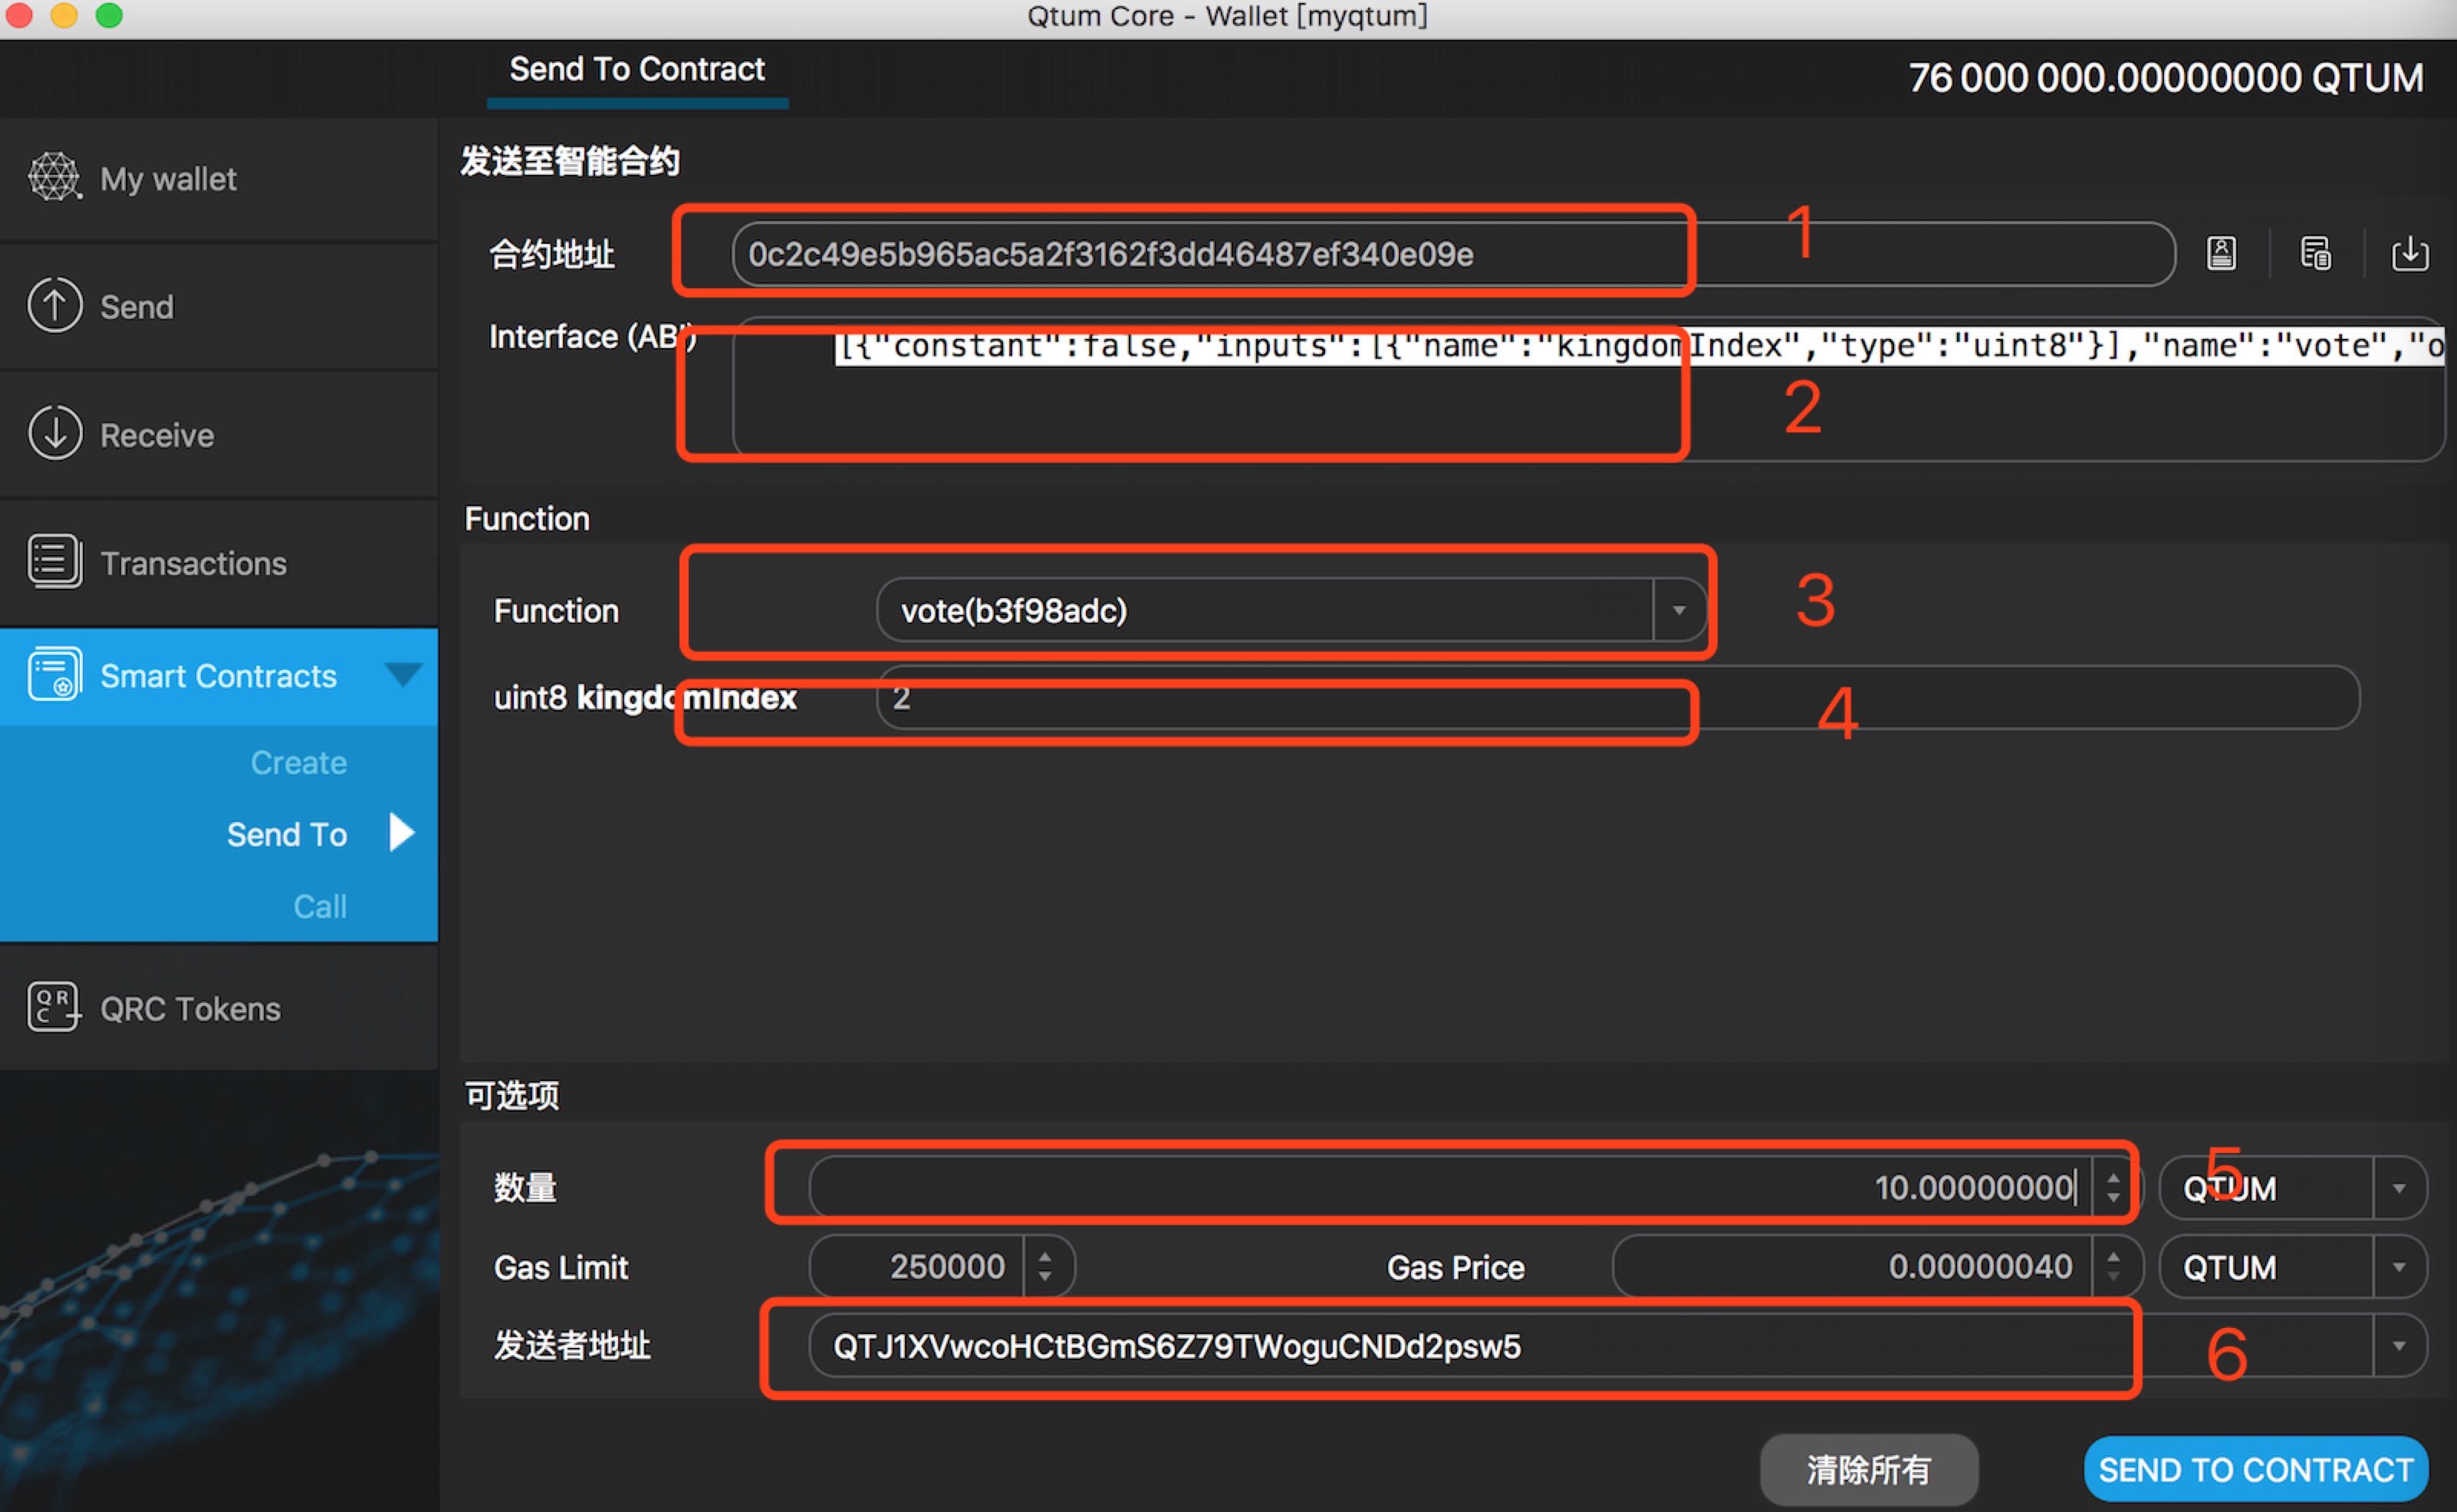 Qtum Core - Wallet [myqtum]
Send To Contract
76 000 000.00000000 QTUM
My wallet
Send
Receive
Transactions
Smart Contracts
Create
Send To
Call
QRC Tokens
发送至智能合约
合约地址 0c2c49e5b965ac5a2f3162f3dd46487ef340e09e 1
Interface (ABI) [{"constant":false,"inputs":[{"name":"kingdomIndex","type":"uint8"}],"name":"vote","o
2
Function
Function vote(b3f98adc) 3
uint8 kingdomIndex 2 4
可选项
数量 10.00000000 QTUM 5
Gas Limit 250000 Gas Price 0.00000040 QTUM
发送者地址 QTJ1XVwcoHCtBGmS6Z79TWoguCNDd2psw5 6
清除所有 SEND TO CONTRACT